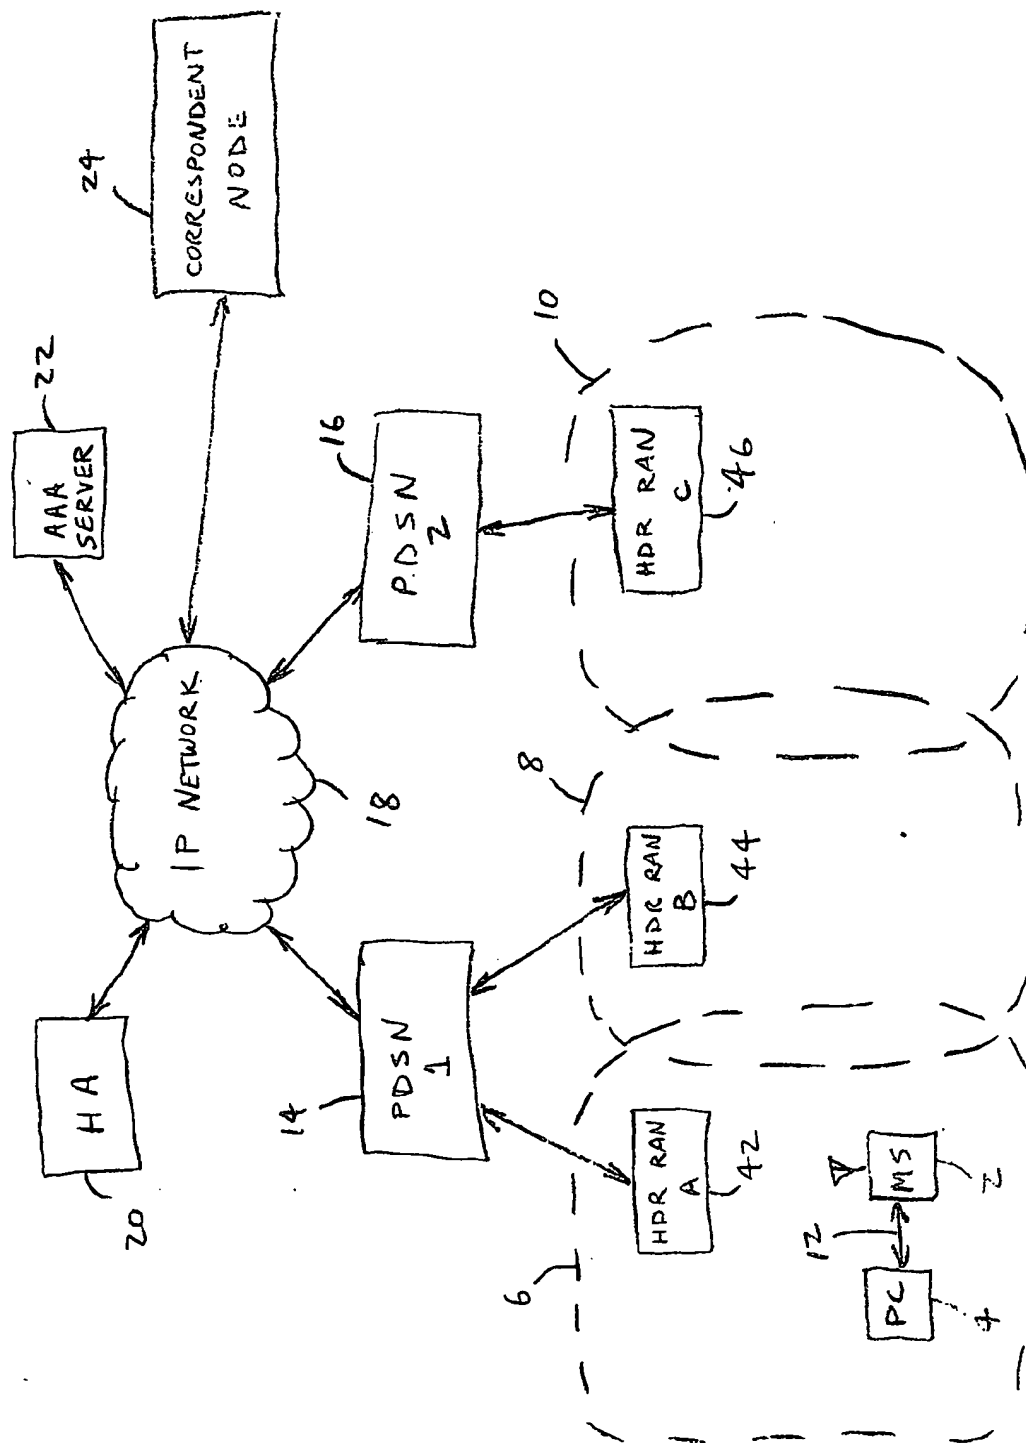 HA
20
AAA
SERVER
22
24
CORRESPONDENT
NODE
IP NETWORK
18
14
PDSN
1
16
PDSN
2
6
8
10
HDR RAN
A
42
HDR RAN
B
44
HDR RAN
C
46
12
PC
MS
2